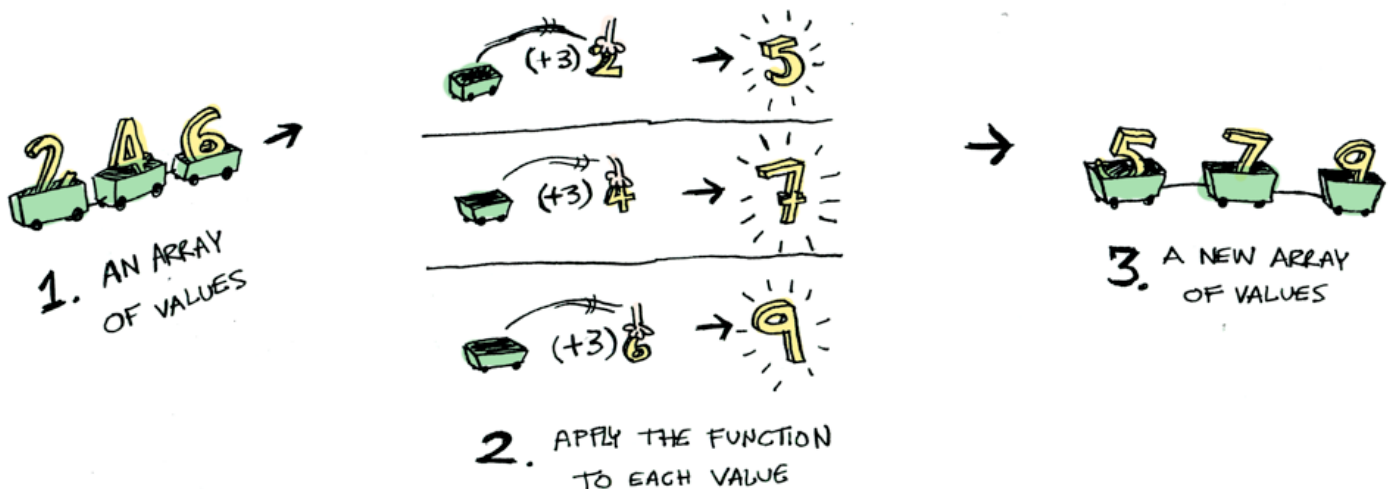 2 4 6 →
1. AN ARRAY
OF VALUES
(+3) 2 → 5
(+3) 4 → 7
(+3) 6 → 9
2. APPLY THE FUNCTION
TO EACH VALUE
→ 5 7 9
3. A NEW ARRAY
OF VALUES